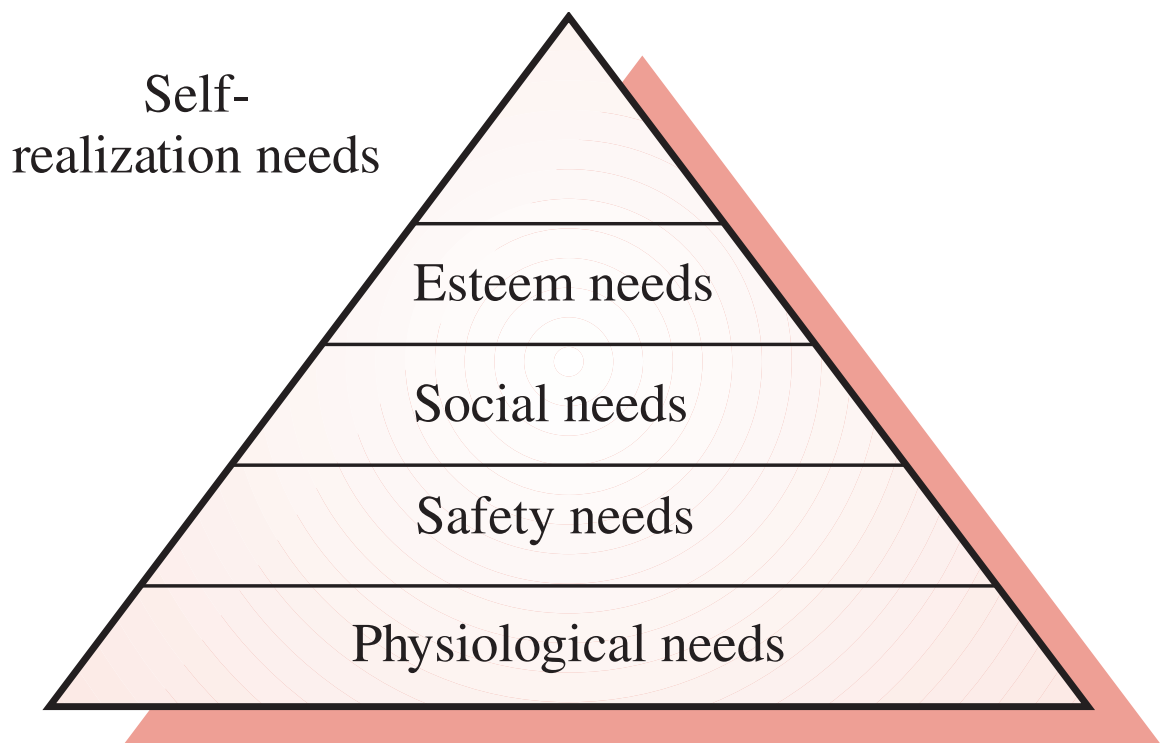 Self-
realization needs
Esteem needs
Social needs
Safety needs
Physiological needs